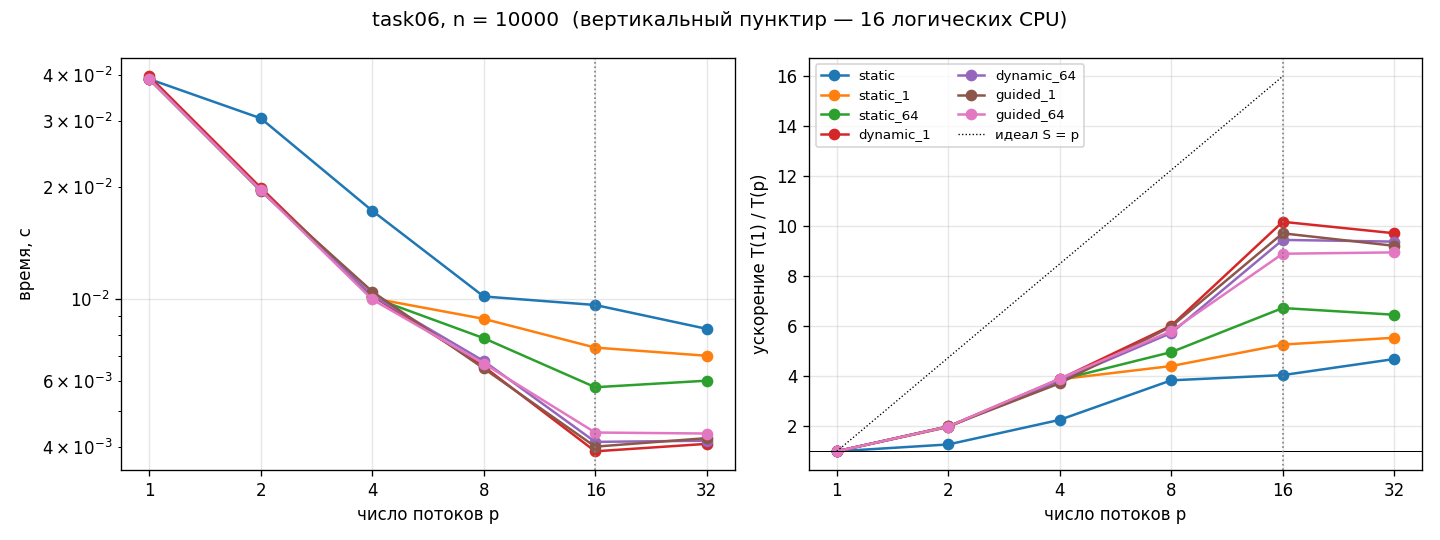 task06, n = 10000  (вертикальный пунктир — 16 логических CPU)
время, с
4 × 10⁻²
3 × 10⁻²
2 × 10⁻²
10⁻²
6 × 10⁻³
4 × 10⁻³
1 2 4 8 16 32
число потоков p
ускорение T(1) / T(p)
16
14
12
10
8
6
4
2
static
static_1
static_64
dynamic_1
dynamic_64
guided_1
guided_64
идеал S = p
1 2 4 8 16 32
число потоков p